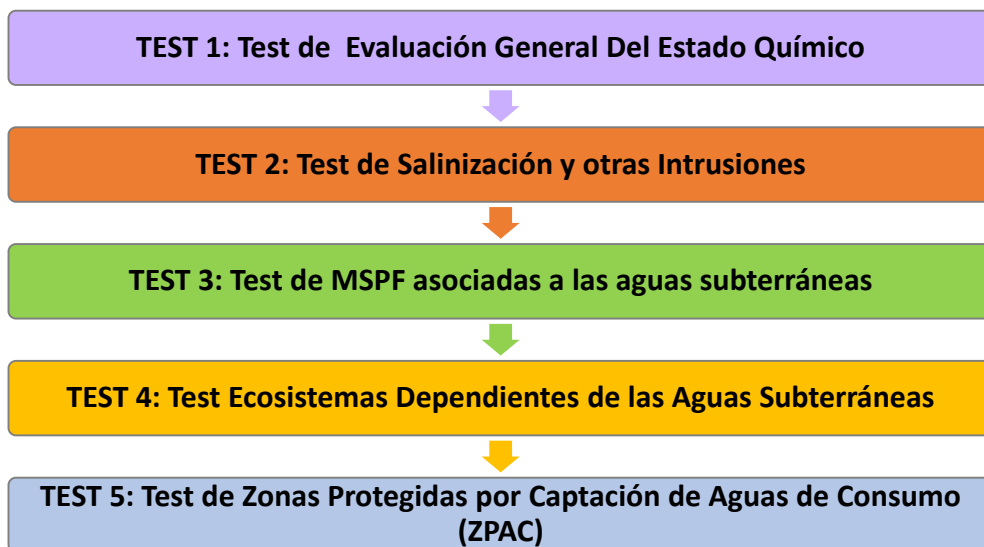 TEST 1: Test de  Evaluación General Del Estado Químico
TEST 2: Test de Salinización y otras Intrusiones
TEST 3: Test de MSPF asociadas a las aguas subterráneas
TEST 4: Test Ecosistemas Dependientes de las Aguas Subterráneas
TEST 5: Test de Zonas Protegidas por Captación de Aguas de Consumo
(ZPAC)